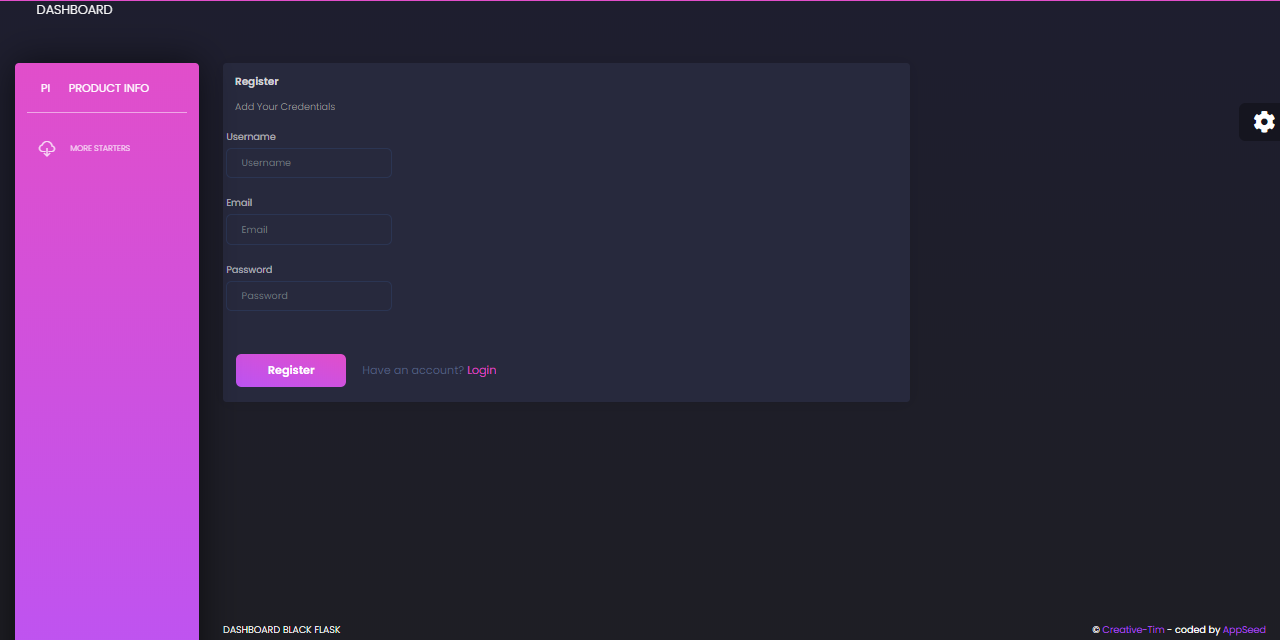 DASHBOARD
PI PRODUCT INFO
MORE STARTERS
Register
Add Your Credentials
Username
Username
Email
Email
Password
Password
Register Have an account? Login
DASHBOARD BLACK FLASK
© Creative-Tim - coded by AppSeed